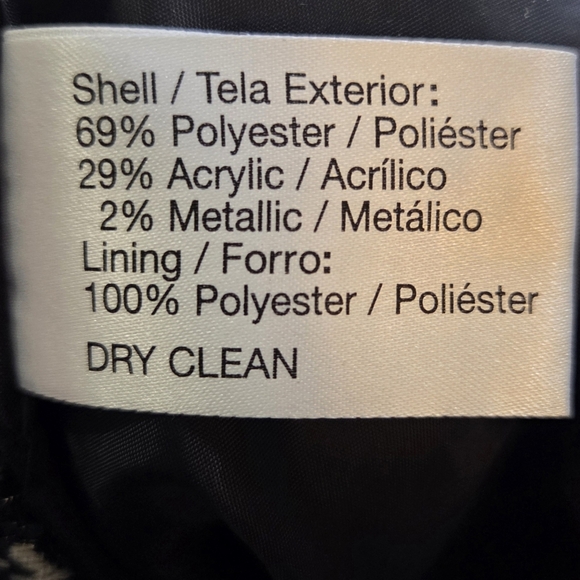 Shell / Tela Exterior:
69% Polyester / Poliéster
29% Acrylic / Acrílico
2% Metallic / Metálico
Lining / Forro:
100% Polyester / Poliéster
DRY CLEAN